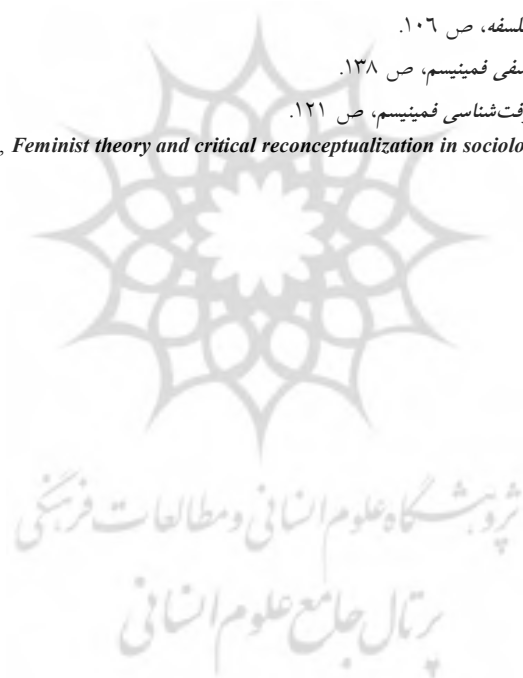 لسفه، ص ۱۰۶.
سفی فمینیسم، ص ۱۳۸.
فت‌شناسی فمینیسم، ص ۱۲۱.
, Feminist theory and critical reconceptualization in sociolo
پژوهشگاه علوم انسانی و مطالعات فرهنگی
پرتال جامع علوم انسانی